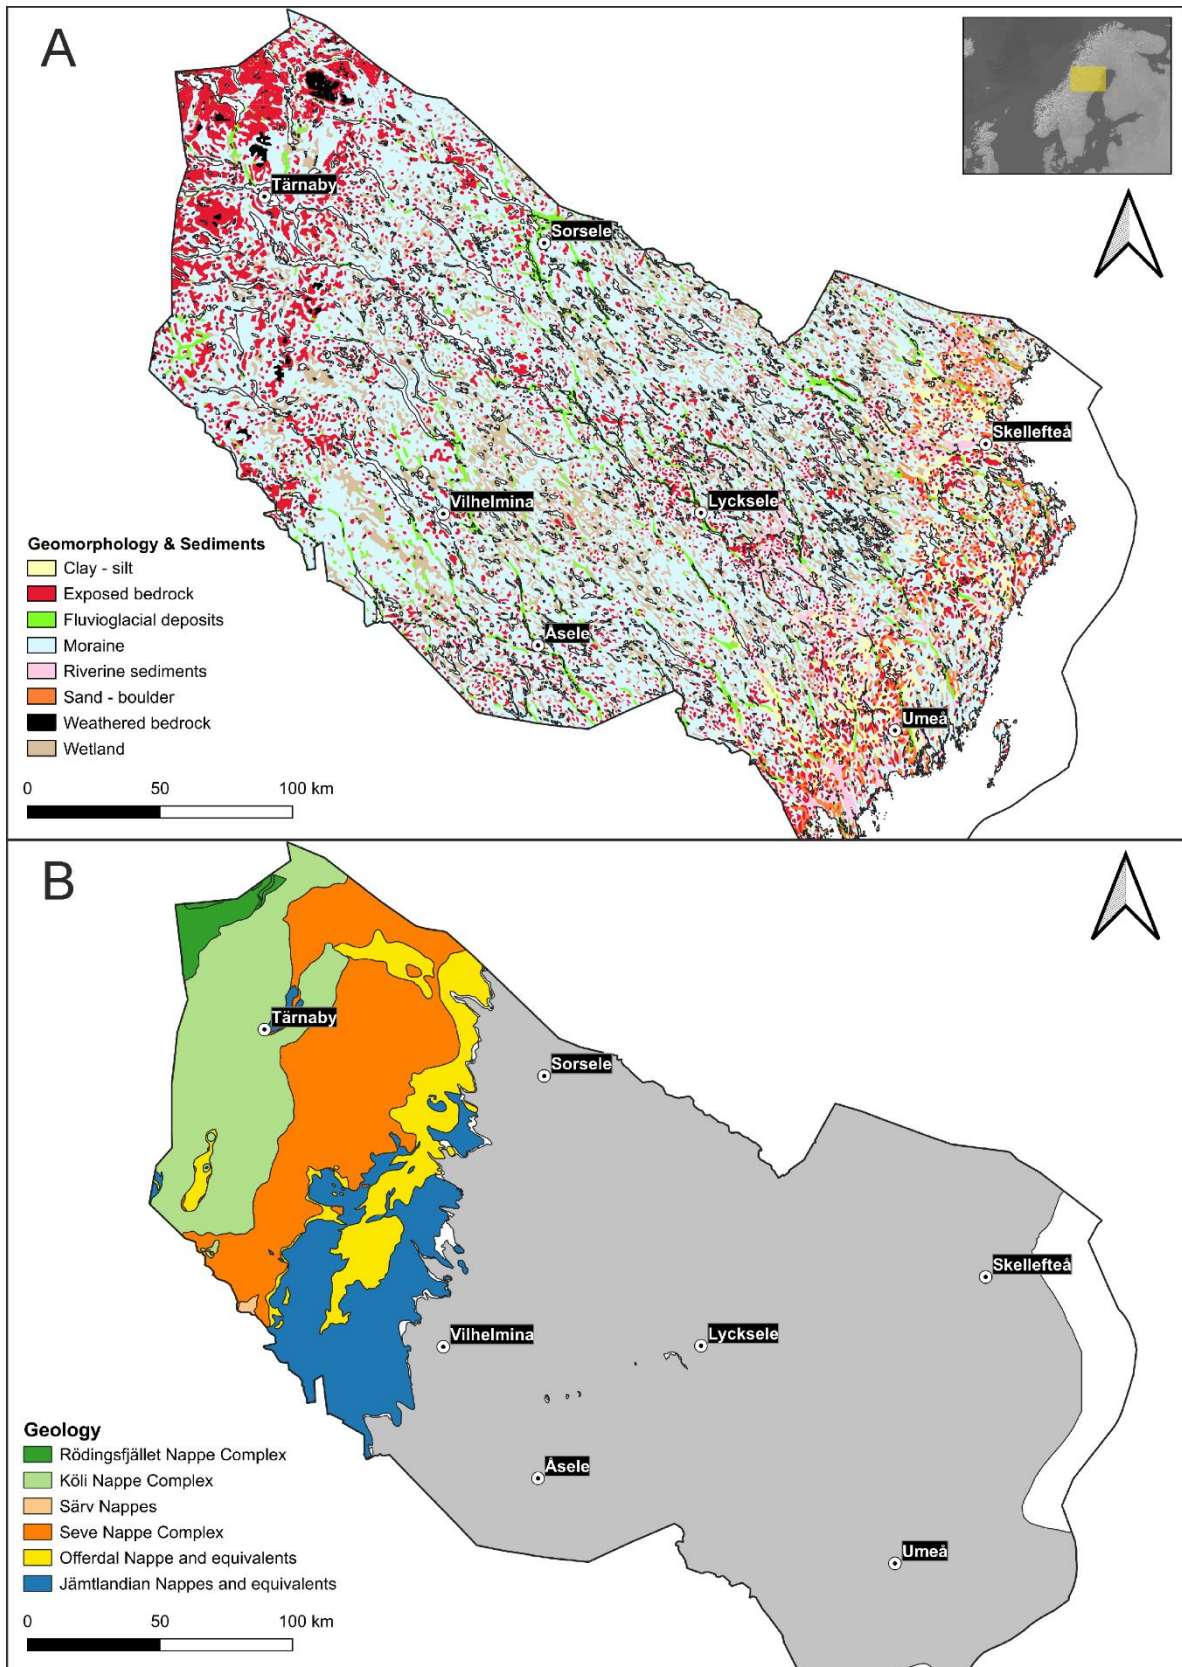 A
Tärnaby
Sorsele
Skellefteå
Vilhelmina
Lycksele
Åsele
Umeå
Geomorphology & Sediments
Clay - silt
Exposed bedrock
Fluvioglacial deposits
Moraine
Riverine sediments
Sand - boulder
Weathered bedrock
Wetland
0 50 100 km
B
Tärnaby
Sorsele
Skellefteå
Vilhelmina
Lycksele
Åsele
Umeå
Geology
Rödingsfjället Nappe Complex
Köli Nappe Complex
Särv Nappes
Seve Nappe Complex
Offerdal Nappe and equivalents
Jämtlandian Nappes and equivalents
0 50 100 km